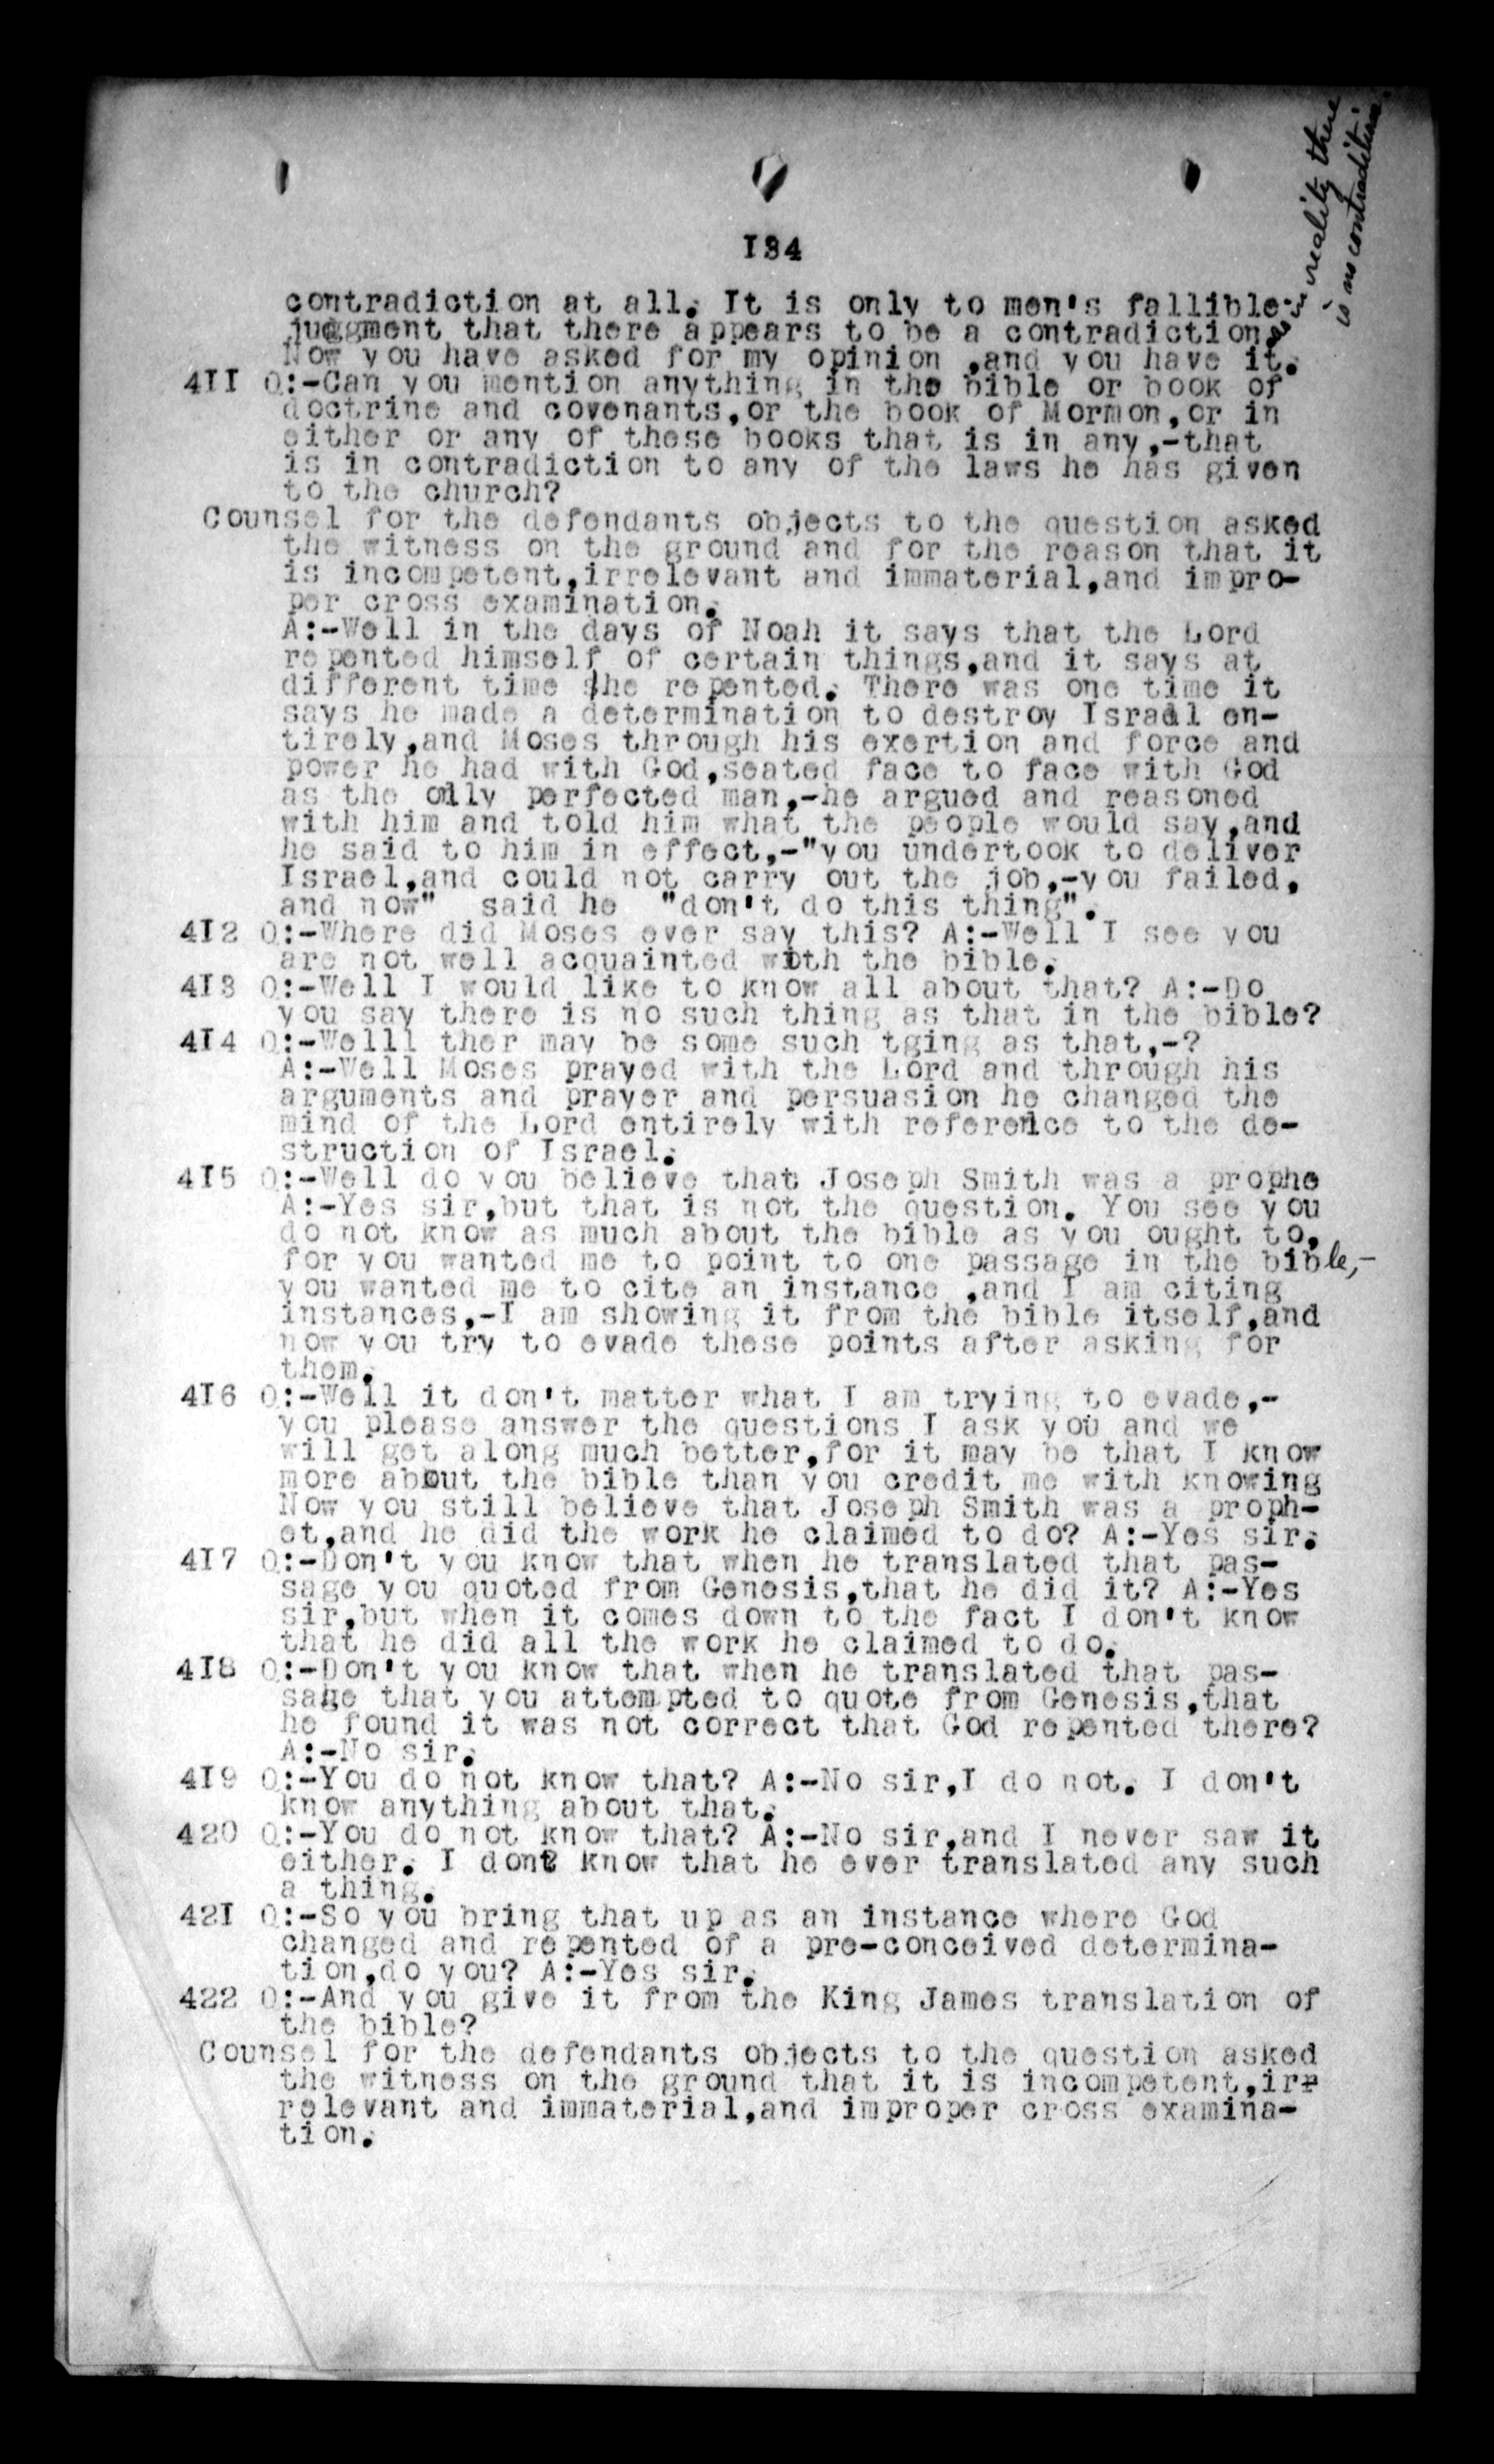 134
contradiction at all. It is only to men's fallible
judgment that there appears to be a contradiction, as in reality there is no contradiction.
Now you have asked for my opinion ,and you have it.
4II Q:-Can you mention anything in the bible or book of
doctrine and covenants,or the book of Mormon,or in
either or any of these books that is in any,-that
is in contradiction to any of the laws he has given
to the church?
Counsel for the defendants objects to the question asked
the witness on the ground and for the reason that it
is incompetent,irrelevant and immaterial,and impro-
per cross examination.
A:-Well in the days of Noah it says that the Lord
repented himself of certain things,and it says at
different time she repented. There was one time it
says he made a determination to destroy Israel en-
tirely,and Moses through his exertion and force and
power he had with God,seated face to face with God
as the olly perfected man,-he argued and reasoned
with him and told him what the people would say,and
he said to him in effect,-"you undertook to deliver
Israel,and could not carry out the job,-you failed,
and now" said he "don't do this thing".
4I2 Q:-Where did Moses ever say this? A:-Well I see you
are not well acquainted with the bible.
4I3 Q:-Well I would like to know all about that? A:-Do
you say there is no such thing as that in the bible?
4I4 Q:-Welll ther may be some such tging as that,-?
A:-Well Moses prayed with the Lord and through his
arguments and prayer and persuasion he changed the
mind of the Lord entirely with reference to the de-
struction of Israel.
4I5 Q:-Well do you believe that Joseph Smith was a prophe
A:-Yes sir,but that is not the question. You see you
do not know as much about the bible as you ought to,
for you wanted me to point to one passage in the bible,-
you wanted me to cite an instance ,and I am citing
instances,-I am showing it from the bible itself,and
now you try to evade these points after asking for
them.
4I6 Q:-Well it don't matter what I am trying to evade,-
you please answer the questions I ask you and we
will get along much better,for it may be that I know
more about the bible than you credit me with knowing
Now you still believe that Joseph Smith was a proph-
et,and he did the work he claimed to do? A:-Yes sir.
4I7 Q:-Don't you know that when he translated that pas-
sage you quoted from Genesis,that he did it? A:-Yes
sir,but when it comes down to the fact I don't know
that he did all the work he claimed to do.
4I8 Q:-Don't you know that when he translated that pas-
sage that you attempted to quote from Genesis,that
he found it was not correct that God repented there?
A:-No sir.
4I9 Q:-You do not know that? A:-No sir,I do not. I don't
know anything about that.
420 Q:-You do not know that? A:-No sir,and I never saw it
either. I dont know that he ever translated any such
a thing.
42I Q:-So you bring that up as an instance where God
changed and repented of a pre-conceived determina-
tion,do you? A:-Yes sir.
422 Q:-And you give it from the King James translation of
the bible?
Counsel for the defendants objects to the question asked
the witness on the ground that it is incompetent,irr
relevant and immaterial,and improper cross examina-
tion.